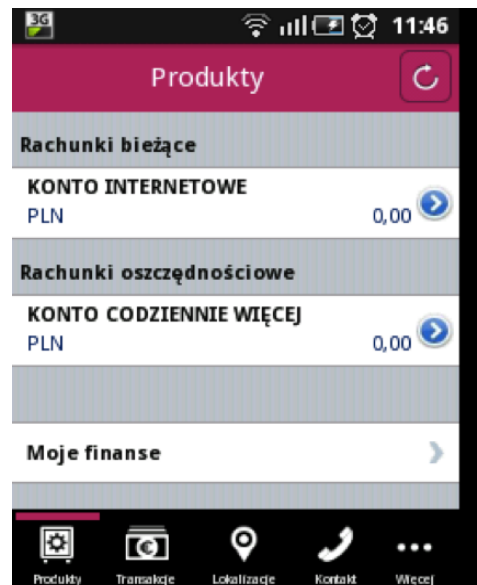 3G
11:46
Produkty
Rachunki bieżące
KONTO INTERNETOWE
PLN 0,00
Rachunki oszczędnościowe
KONTO CODZIENNIE WIĘCEJ
PLN 0,00
Moje finanse
Produkty Transakcje Lokalizacje Kontakt Więcej